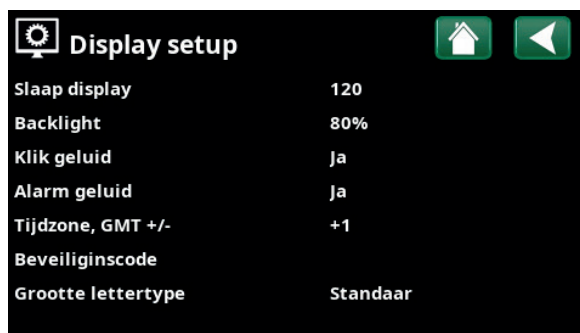 Display setup
Slaap display 120
Backlight 80%
Klik geluid Ja
Alarm geluid Ja
Tijdzone, GMT +/- +1
Beveiliginscode
Grootte lettertype Standaar